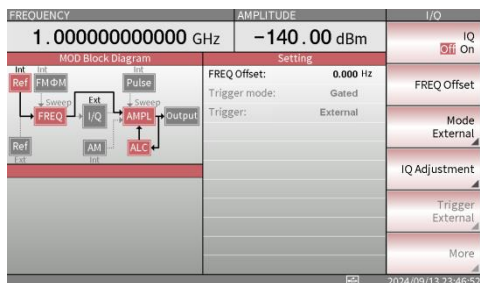 FREQUENCY
AMPLITUDE
I/Q
1.000000000000 GHz
-140.00 dBm
MOD Block Diagram
Int
Int
Int
Ref
FMΦM
Pulse
Sweep
Ext
Sweep
FREQ
I/Q
AMPL
Output
Ref
AM
ALC
Ext
Int
Setting
FREQ Offset: 0.000 Hz
Trigger mode: Gated
Trigger: External
IQ
Off On
FREQ Offset
Mode
External
IQ Adjustment
Trigger
External
More
2024/09/13 23:46:52